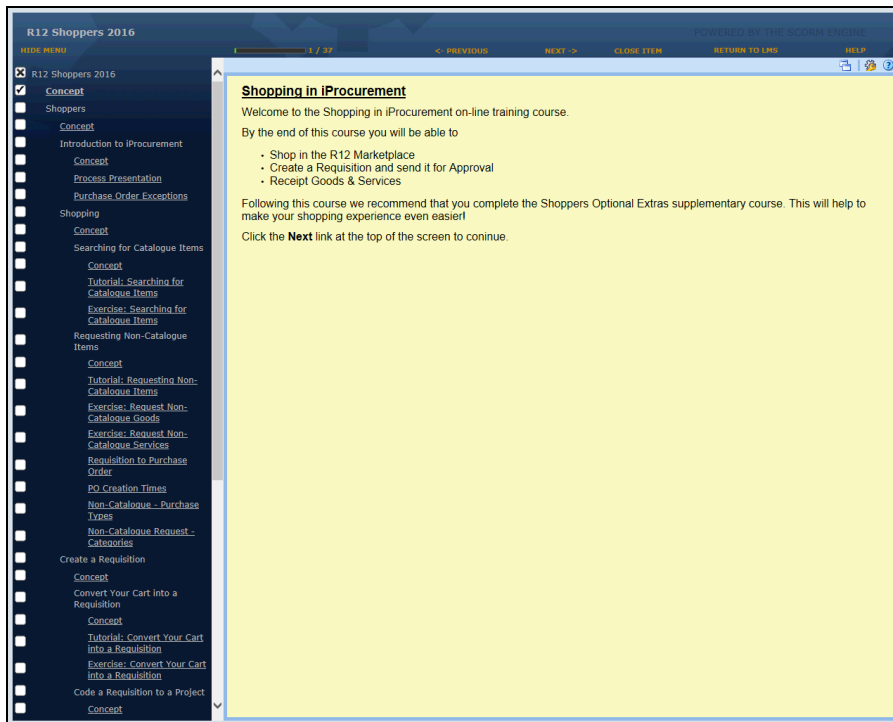 R12 Shoppers 2016
POWERED BY THE SCORM ENGINE
HIDE MENU
1 / 37
<- PREVIOUS
NEXT ->
CLOSE ITEM
RETURN TO LMS
HELP
R12 Shoppers 2016
Concept
Shoppers
Concept
Introduction to iProcurement
Concept
Process Presentation
Purchase Order Exceptions
Shopping
Concept
Searching for Catalogue Items
Concept
Tutorial: Searching for
Catalogue Items
Exercise: Searching for
Catalogue Items
Requesting Non-Catalogue
Items
Concept
Tutorial: Requesting Non-
Catalogue Items
Exercise: Request Non-
Catalogue Goods
Exercise: Request Non-
Catalogue Services
Requisition to Purchase
Order
PO Creation Times
Non-Catalogue - Purchase
Types
Non-Catalogue Request -
Categories
Create a Requisition
Concept
Convert Your Cart into a
Requisition
Concept
Tutorial: Convert Your Cart
into a Requisition
Exercise: Convert Your Cart
into a Requisition
Code a Requisition to a Project
Concept
Shopping in iProcurement
Welcome to the Shopping in iProcurement on-line training course.
By the end of this course you will be able to
• Shop in the R12 Marketplace
• Create a Requisition and send it for Approval
• Receipt Goods & Services
Following this course we recommend that you complete the Shoppers Optional Extras supplementary course. This will help to
make your shopping experience even easier!
Click the Next link at the top of the screen to coninue.